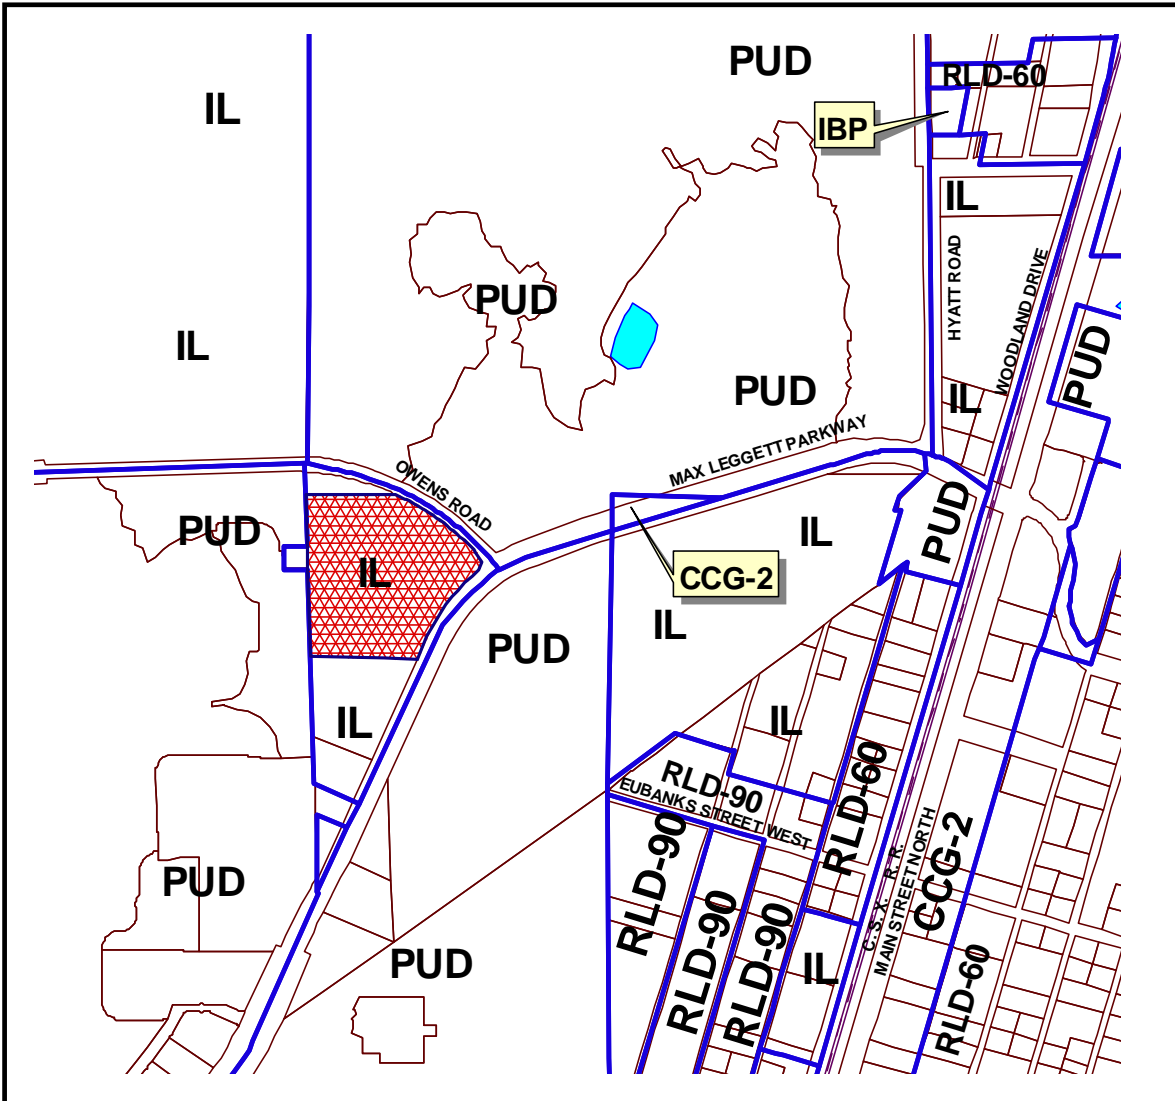 PUD
RLD-60
IL
IBP
IL
HYATT ROAD
WOODLAND DRIVE
PUD
IL
PUD
PUD
IL
MAX LEGGETT PARKWAY
OWENS ROAD
PUD
PUD
IL
IL
CCG-2
IL
PUD
IL
IL
RLD-90
EUBANKS STREET WEST
RLD-60
RLD-90
CCG-2
C. S. X. R. R.
MAIN STREET NORTH
PUD
RLD-90
RLD-90
IL
PUD
RLD-60